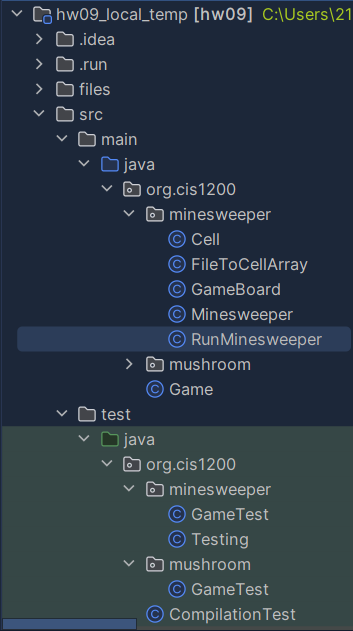 hw09_local_temp [hw09] C:\Users\21
.idea
.run
files
src
main
java
org.cis1200
minesweeper
Cell
FileToCellArray
GameBoard
Minesweeper
RunMinesweeper
mushroom
Game
test
java
org.cis1200
minesweeper
GameTest
Testing
mushroom
GameTest
CompilationTest